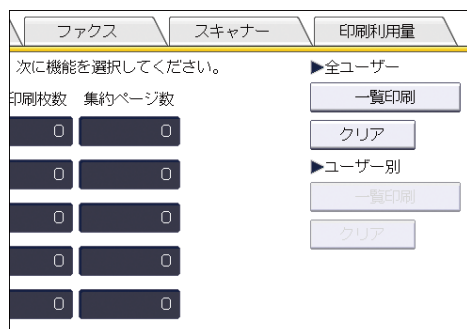 ファクス スキャナー 印刷利用量
次に機能を選択してください。 ▶全ユーザー
印刷枚数 集約ページ数 一覧印刷
0 0 クリア
▶ユーザー別
0 0 一覧印刷
0 0 クリア
0 0
0 0